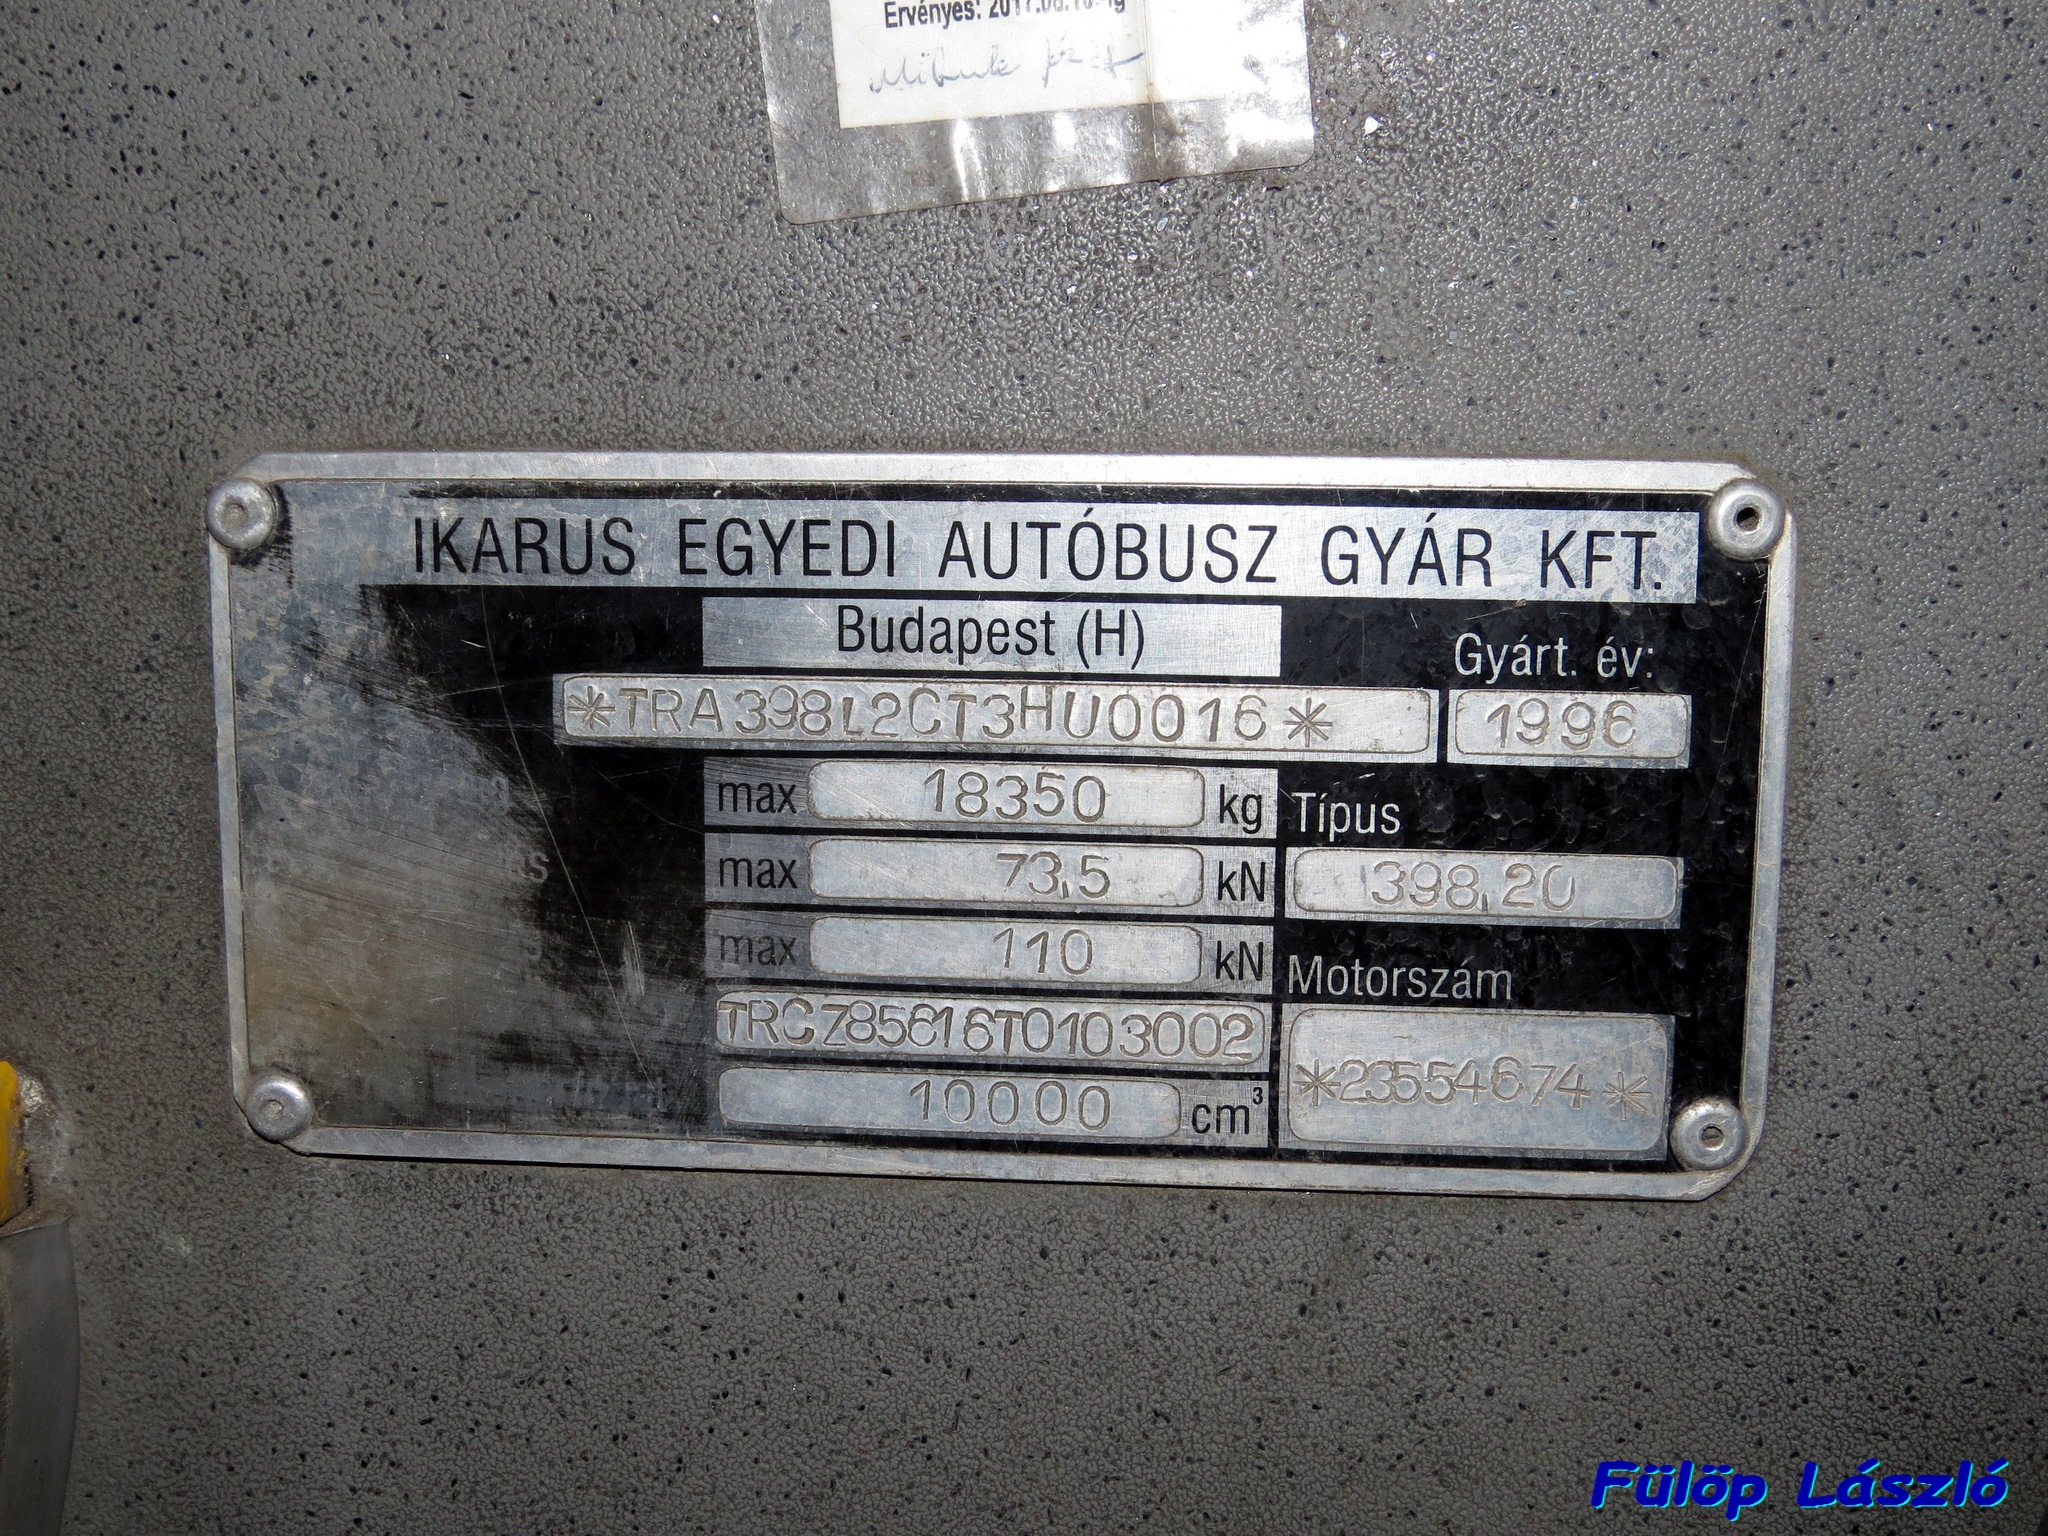 Érvényes:
IKARUS EGYEDI AUTÓBUSZ GYÁR KFT.
Budapest (H)
Gyárt. év:
*TRA398L2CT3HU0016* 1996
max 18350 kg Típus
max 73,5 kN 398,20
max 110 kN Motorszám
TRCZ85616T0103002
*23554674*
10000 cm³
Fülöp László